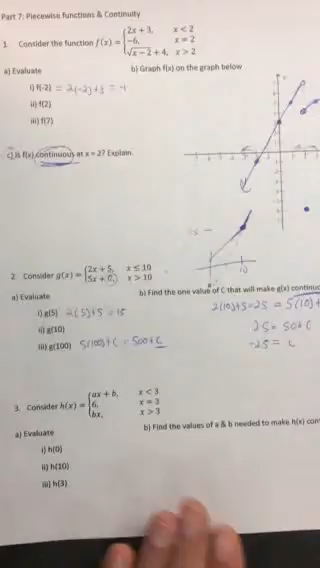 Part 7: Piecewise functions & Continuity
1. Contider the function f(x) = { 2x + 3, x < 2
-6, x = 2
√x − 2 + 4, x > 2
a) Evaluate b) Graph f(x) on the graph below
i) f(-2) = 2(-2)+3 = -1
ii) f(2)
iii) f(7)
c) Is f(x) continuous at x = 2? Explain.
2. Consider g(x) = { 2x + 5, x ≤ 10
5x + C, x > 10
a) Evaluate b) Find the one value of C that will make g(x) continuo
i) g(5) 2(5)+5 = 15 2(10)+5=25 = 5(10)+
ii) g(10) 25 = 50+C
iii) g(100) 5(100)+C = 500+C -25 = C
10
3. Consider h(x) = { ax + b, x < 3
6, x = 3
bx, x > 3
a) Evaluate b) Find the values of a & b needed to make h(x) con
i) h(0)
ii) h(10)
iii) h(3)